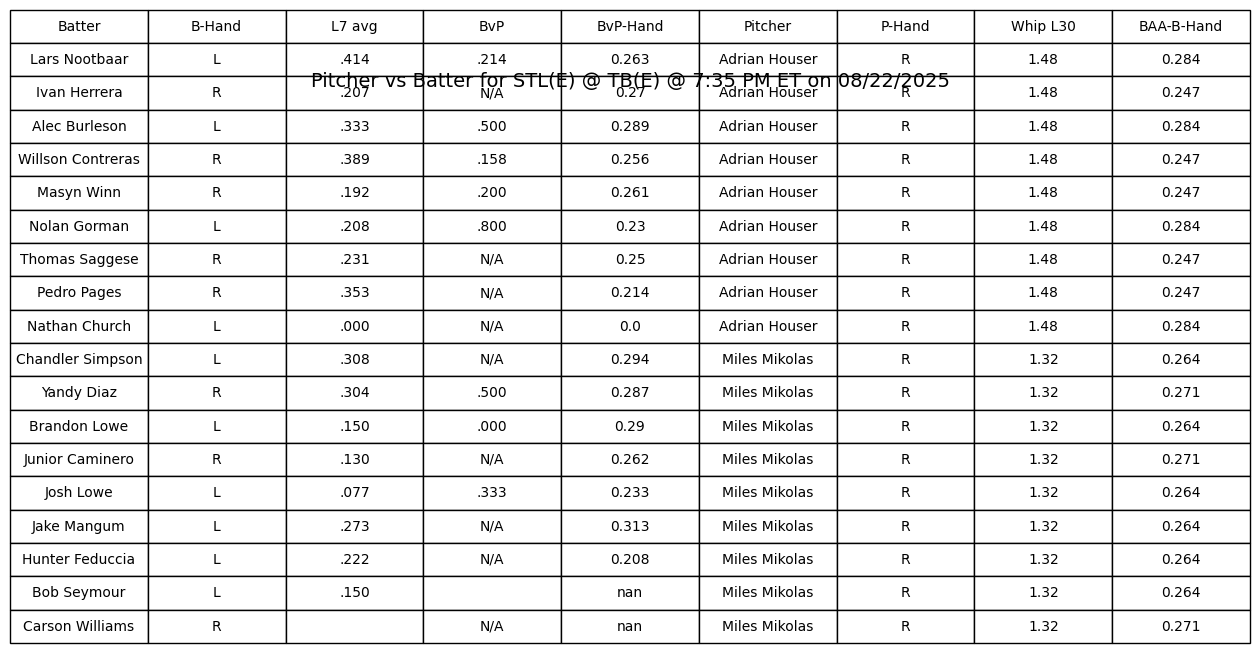 Batter B-Hand L7 avg BvP BvP-Hand Pitcher P-Hand Whip L30 BAA-B-Hand
Lars Nootbaar L .414 .214 0.263 Adrian Houser R 1.48 0.284
Pitcher vs Batter for STL(E) @ TB(E) @ 7:35 PM ET on 08/22/2025
Ivan Herrera R .207 N/A 0.27 Adrian Houser R 1.48 0.247
Alec Burleson L .333 .500 0.289 Adrian Houser R 1.48 0.284
Willson Contreras R .389 .158 0.256 Adrian Houser R 1.48 0.247
Masyn Winn R .192 .200 0.261 Adrian Houser R 1.48 0.247
Nolan Gorman L .208 .800 0.23 Adrian Houser R 1.48 0.284
Thomas Saggese R .231 N/A 0.25 Adrian Houser R 1.48 0.247
Pedro Pages R .353 N/A 0.214 Adrian Houser R 1.48 0.247
Nathan Church L .000 N/A 0.0 Adrian Houser R 1.48 0.284
Chandler Simpson L .308 N/A 0.294 Miles Mikolas R 1.32 0.264
Yandy Diaz R .304 .500 0.287 Miles Mikolas R 1.32 0.271
Brandon Lowe L .150 .000 0.29 Miles Mikolas R 1.32 0.264
Junior Caminero R .130 N/A 0.262 Miles Mikolas R 1.32 0.271
Josh Lowe L .077 .333 0.233 Miles Mikolas R 1.32 0.264
Jake Mangum L .273 N/A 0.313 Miles Mikolas R 1.32 0.264
Hunter Feduccia L .222 N/A 0.208 Miles Mikolas R 1.32 0.264
Bob Seymour L .150 nan Miles Mikolas R 1.32 0.264
Carson Williams R N/A nan Miles Mikolas R 1.32 0.271